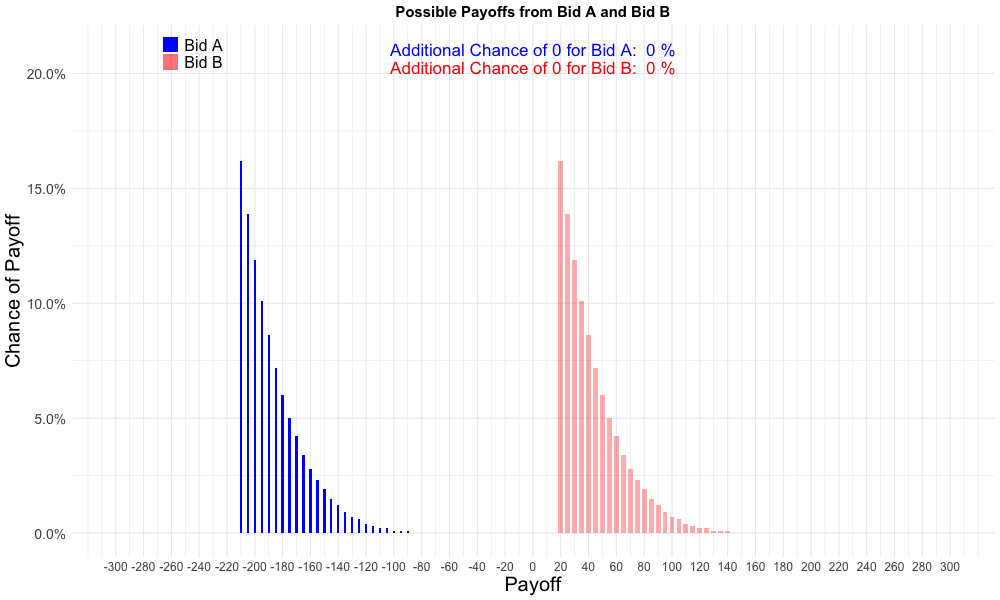 Possible Payoffs from Bid A and Bid B
Bid A
Bid B
Additional Chance of 0 for Bid A:  0 %
Additional Chance of 0 for Bid B:  0 %
Chance of Payoff
20.0%
15.0%
10.0%
5.0%
0.0%
-300 -280 -260 -240 -220 -200 -180 -160 -140 -120 -100 -80 -60 -40 -20 0 20 40 60 80 100 120 140 160 180 200 220 240 260 280 300
Payoff